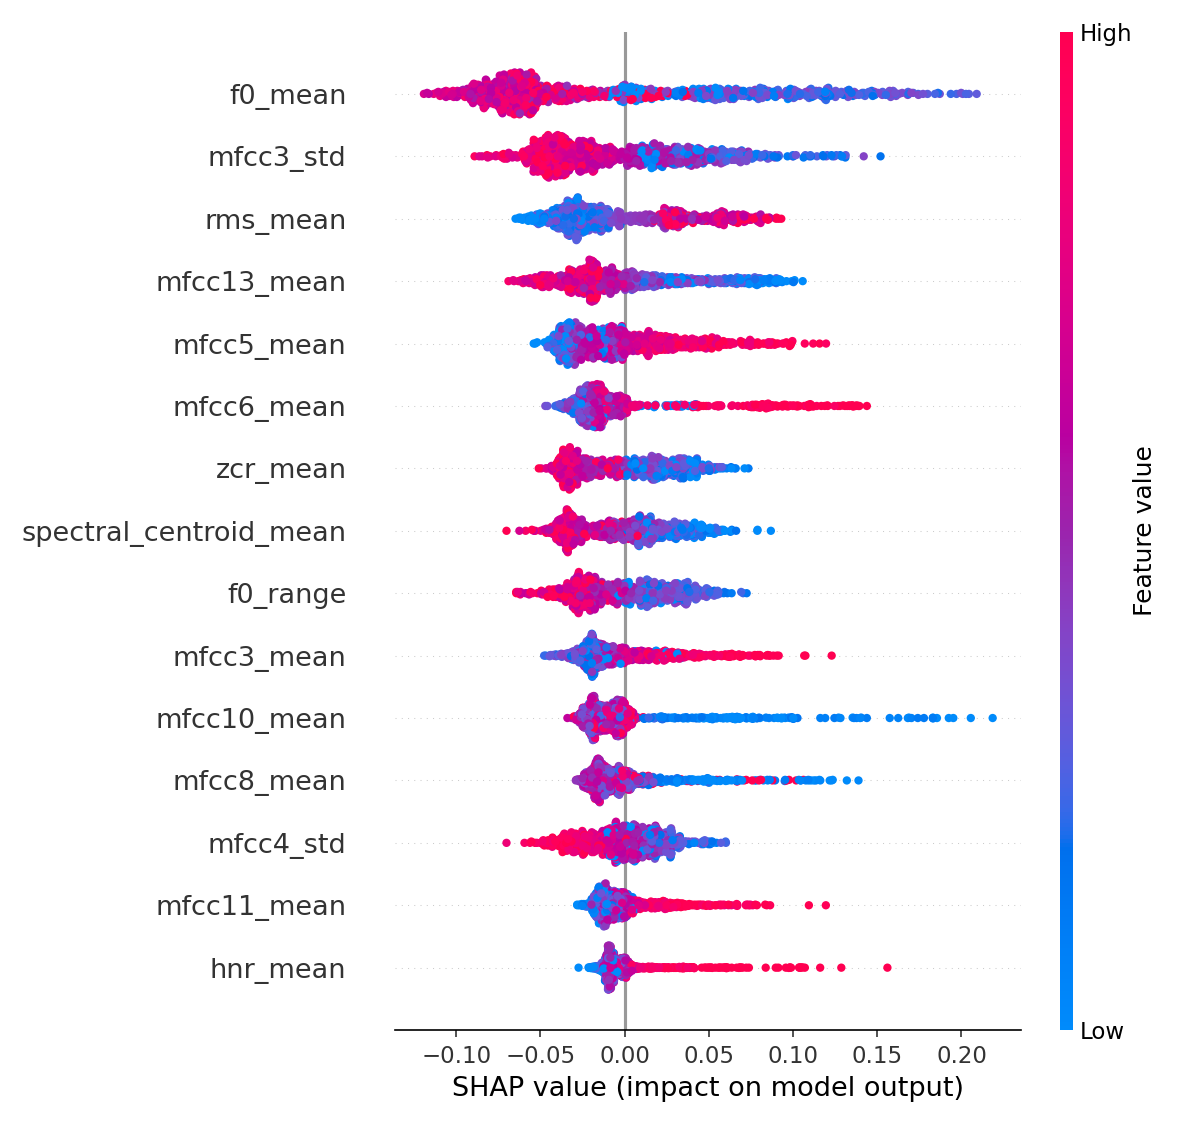 High
f0_mean
mfcc3_std
rms_mean
mfcc13_mean
mfcc5_mean
mfcc6_mean
zcr_mean
spectral_centroid_mean
f0_range
mfcc3_mean
mfcc10_mean
mfcc8_mean
mfcc4_std
mfcc11_mean
hnr_mean
Feature value
Low
−0.10 −0.05 0.00 0.05 0.10 0.15 0.20
SHAP value (impact on model output)